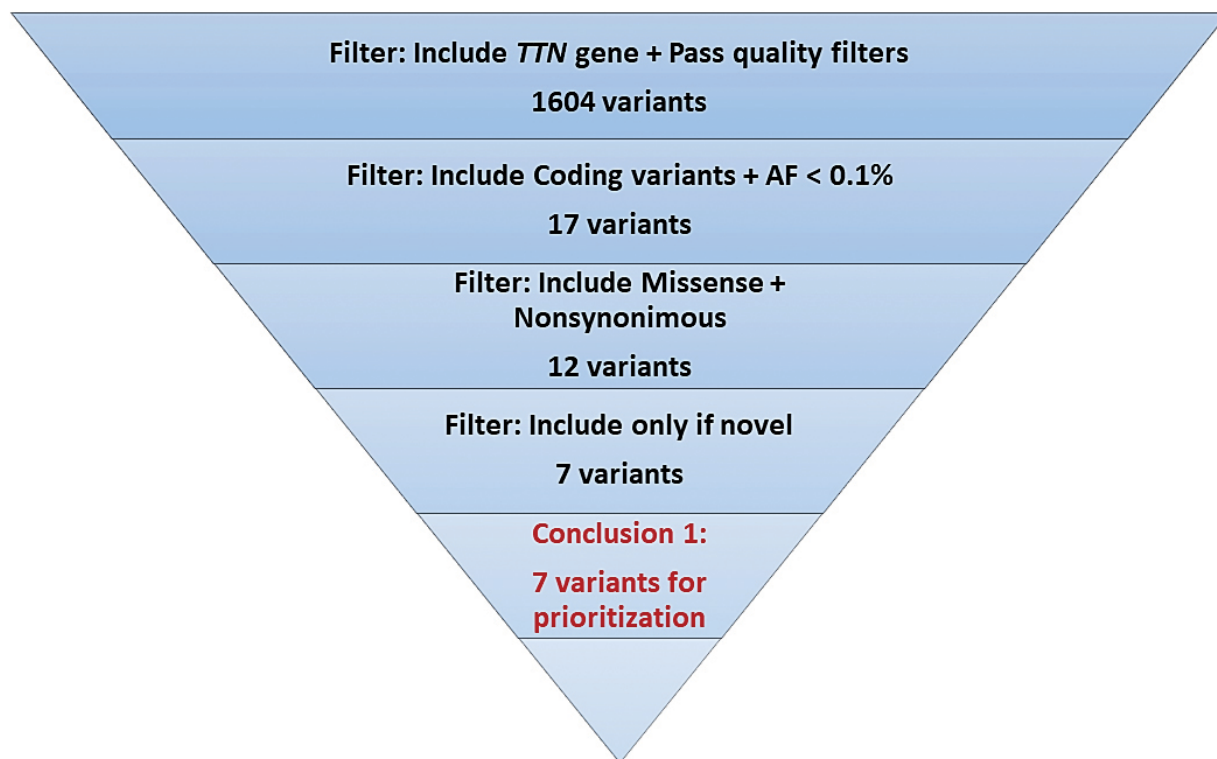 Filter: Include TTN gene + Pass quality filters
1604 variants
Filter: Include Coding variants + AF < 0.1%
17 variants
Filter: Include Missense +
Nonsynonimous
12 variants
Filter: Include only if novel
7 variants
Conclusion 1:
7 variants for
prioritization